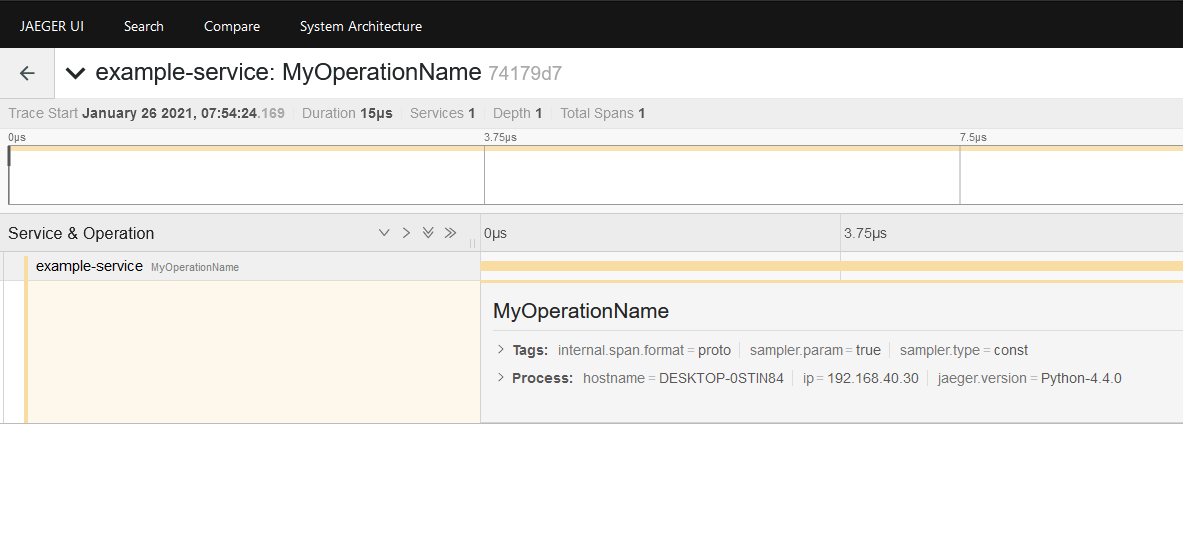 JAEGER UI Search Compare System Architecture
example-service: MyOperationName 74179d7
Trace Start January 26 2021, 07:54:24.169 Duration 15μs Services 1 Depth 1 Total Spans 1
0μs 3.75μs 7.5μs
Service & Operation 0μs 3.75μs
example-service MyOperationName
MyOperationName
Tags: internal.span.format = proto sampler.param = true sampler.type = const
Process: hostname = DESKTOP-0STIN84 ip = 192.168.40.30 jaeger.version = Python-4.4.0